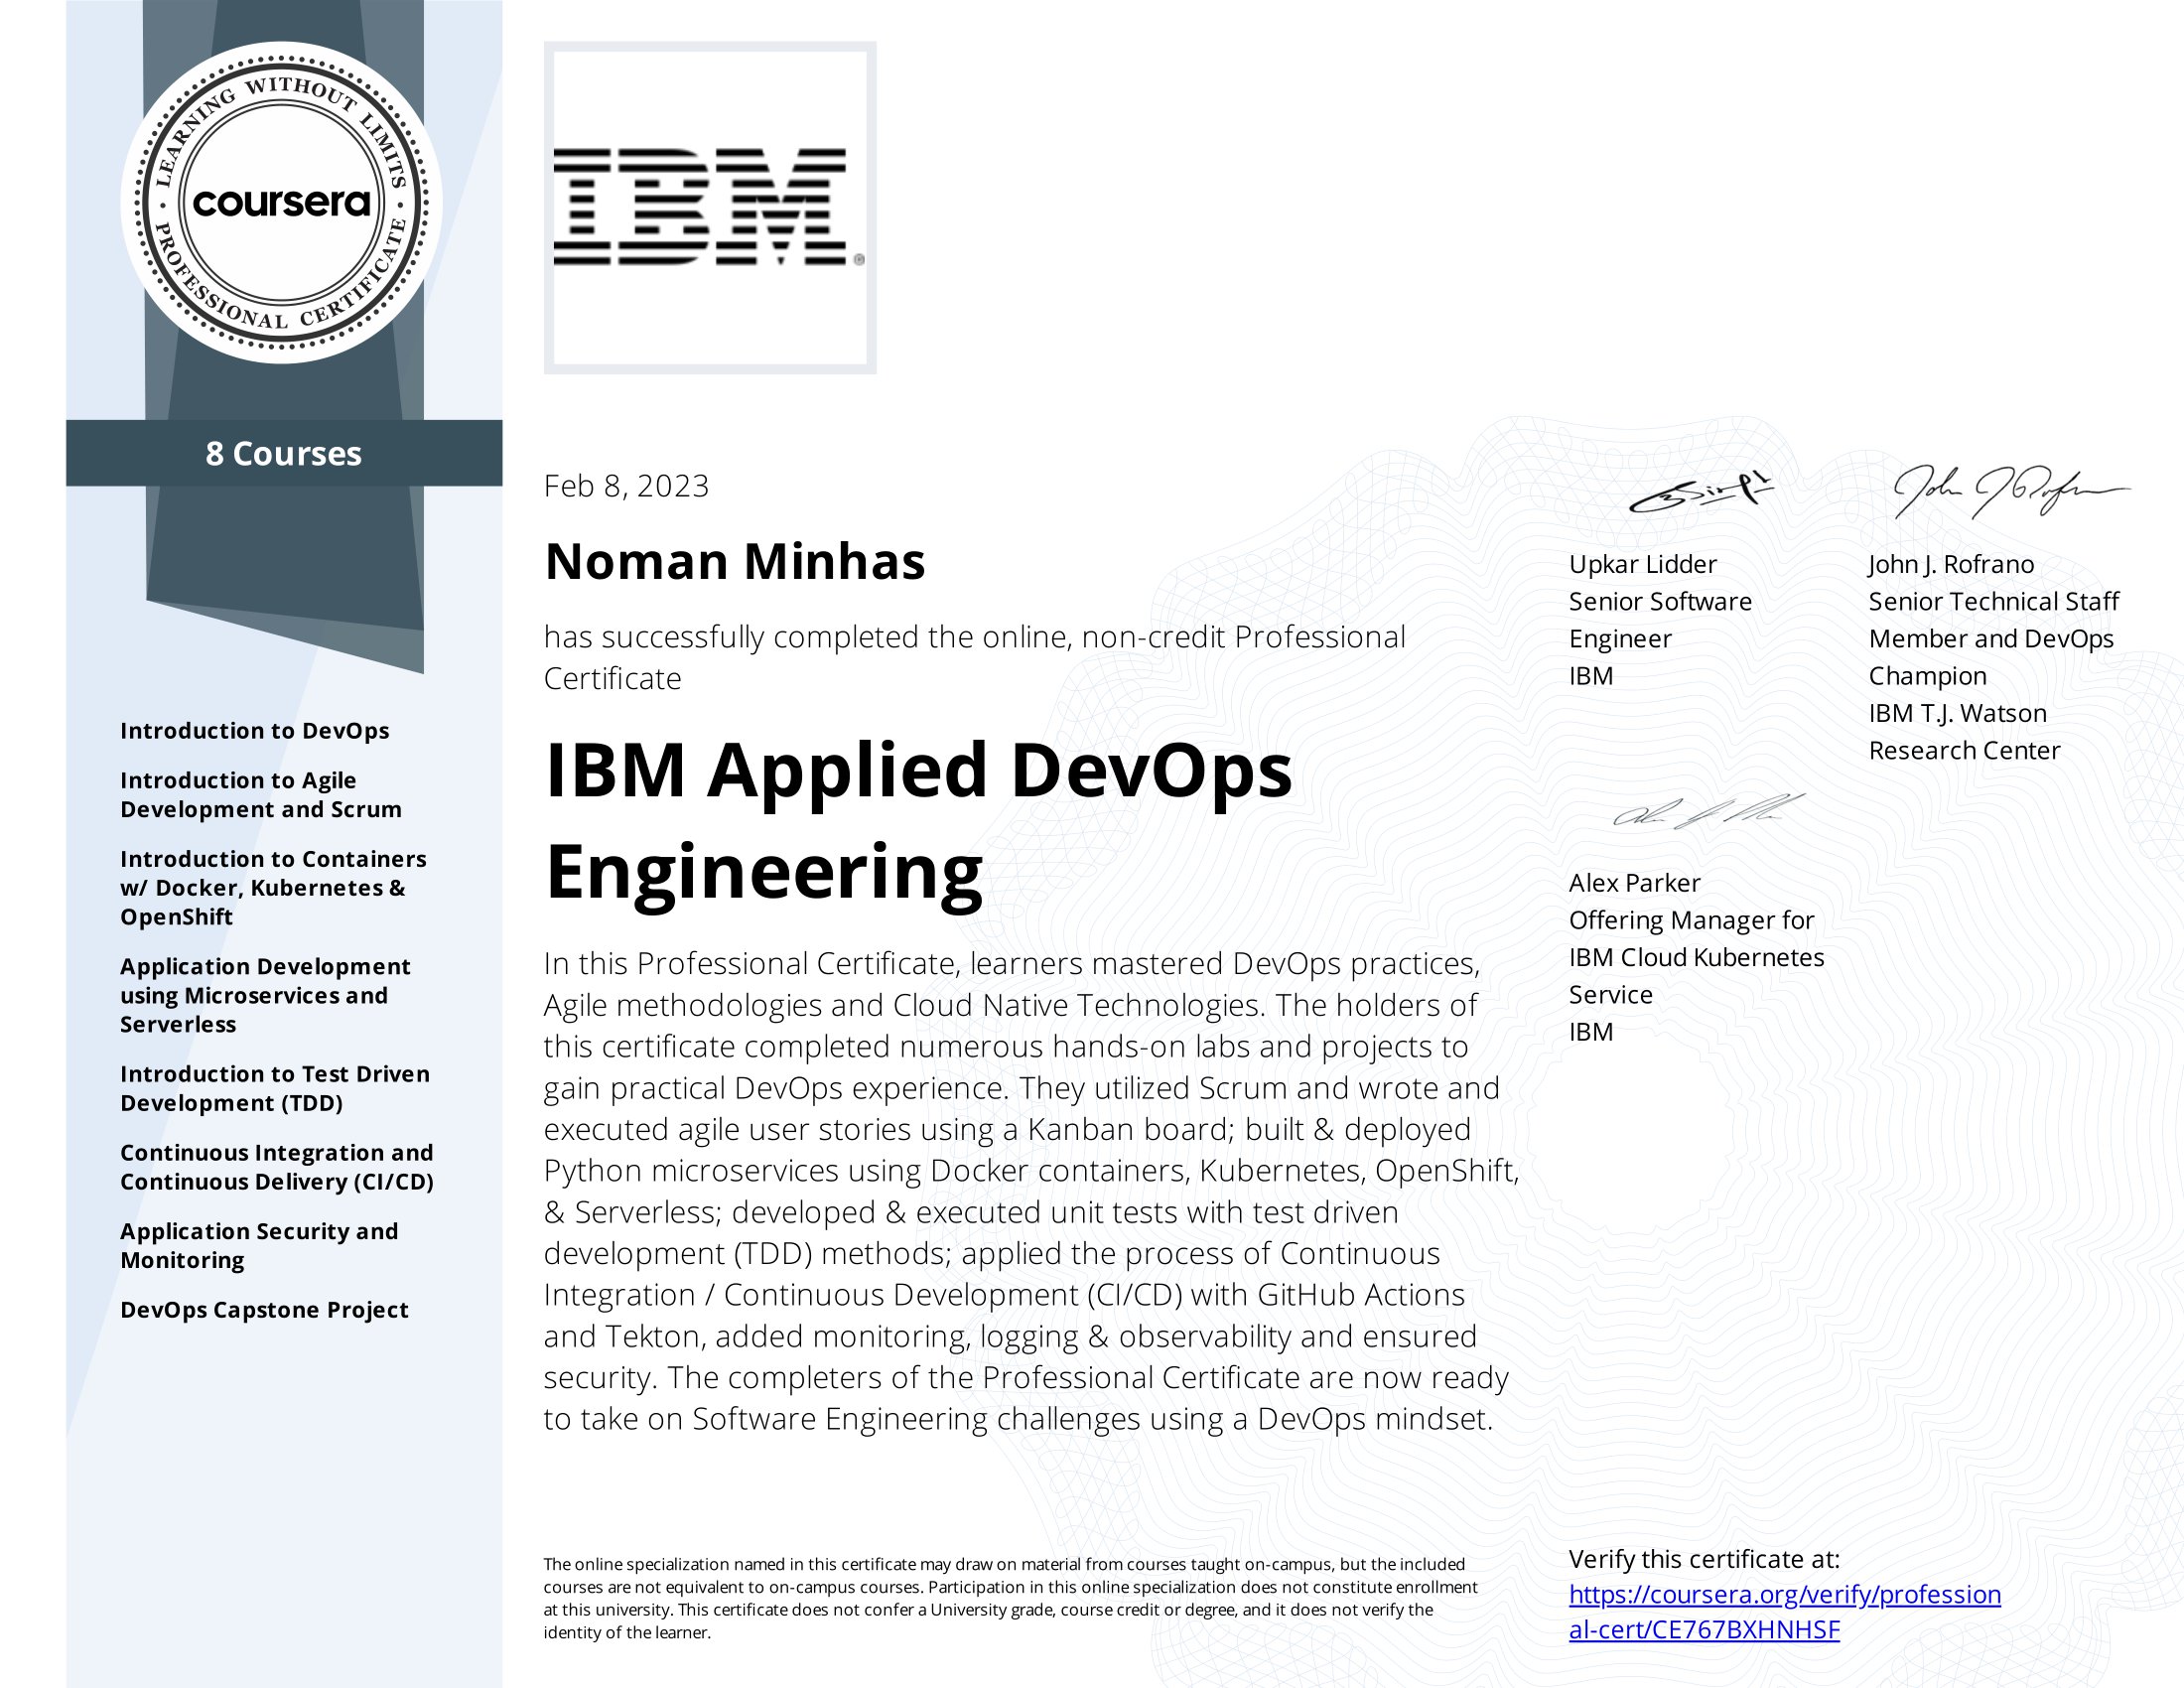 LEARNING WITHOUT LIMITS
coursera
PROFESSIONAL CERTIFICATE
8 Courses
Introduction to DevOps
Introduction to Agile
Development and Scrum
Introduction to Containers
w/ Docker, Kubernetes &
OpenShift
Application Development
using Microservices and
Serverless
Introduction to Test Driven
Development (TDD)
Continuous Integration and
Continuous Delivery (CI/CD)
Application Security and
Monitoring
DevOps Capstone Project
IBM®
Feb 8, 2023
Noman Minhas
has successfully completed the online, non-credit Professional
Certificate
IBM Applied DevOps
Engineering
In this Professional Certificate, learners mastered DevOps practices,
Agile methodologies and Cloud Native Technologies. The holders of
this certificate completed numerous hands-on labs and projects to
gain practical DevOps experience. They utilized Scrum and wrote and
executed agile user stories using a Kanban board; built & deployed
Python microservices using Docker containers, Kubernetes, OpenShift,
& Serverless; developed & executed unit tests with test driven
development (TDD) methods; applied the process of Continuous
Integration / Continuous Development (CI/CD) with GitHub Actions
and Tekton, added monitoring, logging & observability and ensured
security. The completers of the Professional Certificate are now ready
to take on Software Engineering challenges using a DevOps mindset.
Upkar Lidder
Senior Software
Engineer
IBM
John J. Rofrano
Senior Technical Staff
Member and DevOps
Champion
IBM T.J. Watson
Research Center
Alex Parker
Offering Manager for
IBM Cloud Kubernetes
Service
IBM
The online specialization named in this certificate may draw on material from courses taught on-campus, but the included
courses are not equivalent to on-campus courses. Participation in this online specialization does not constitute enrollment
at this university. This certificate does not confer a University grade, course credit or degree, and it does not verify the
identity of the learner.
Verify this certificate at:
https://coursera.org/verify/profession
al-cert/CE767BXHNHSF